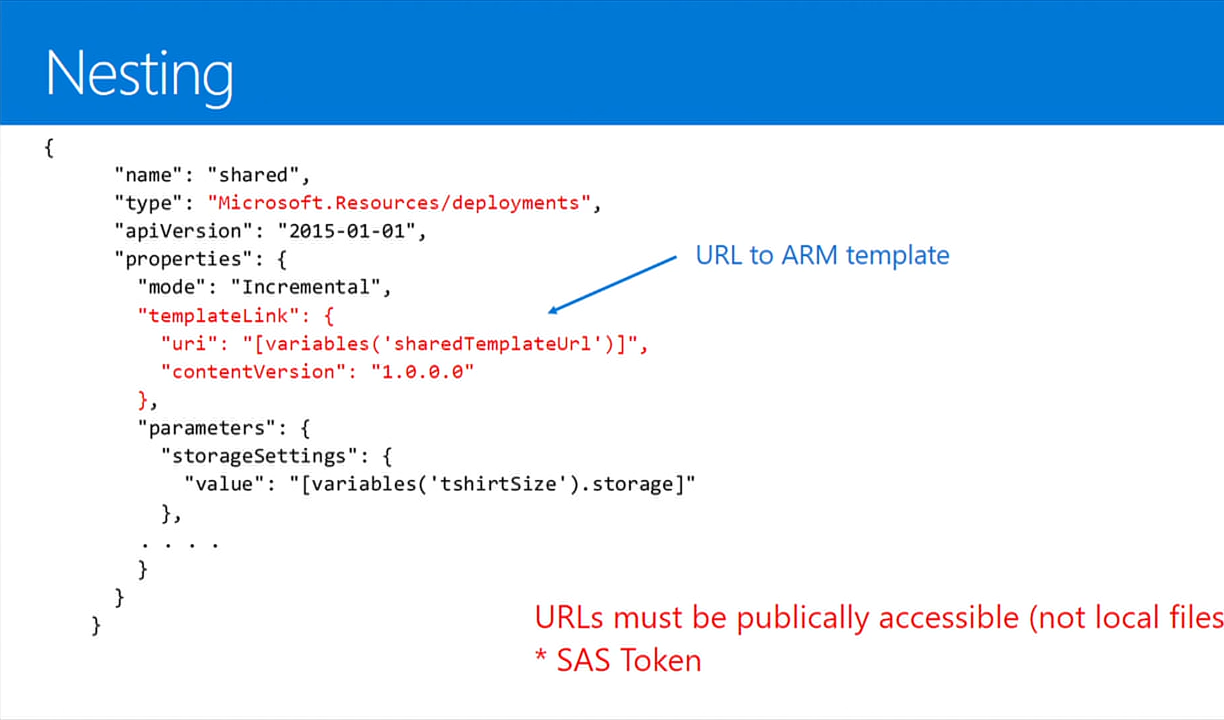 Nesting
{
"name": "shared",
"type": "Microsoft.Resources/deployments",
"apiVersion": "2015-01-01",
"properties": {
"mode": "Incremental",
"templateLink": {
"uri": "[variables('sharedTemplateUrl')]",
"contentVersion": "1.0.0.0"
},
"parameters": {
"storageSettings": {
"value": "[variables('tshirtSize').storage]"
},
. . . .
}
}
}
URL to ARM template
URLs must be publically accessible (not local files
* SAS Token